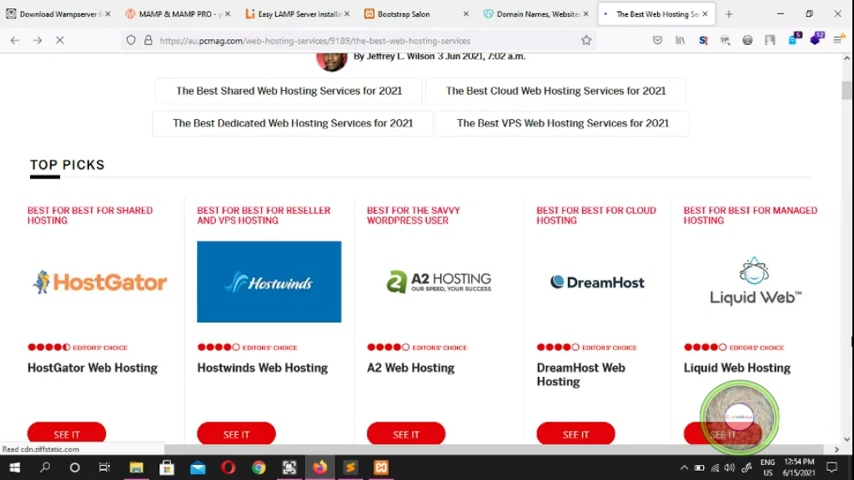 Download Wampserver 6
MAMP & MAMP PRO - y
Easy LAMP Server Installa
Bootstrap Salon
Domain Names, Website
The Best Web Hosting Se
https://au.pcmag.com/web-hosting-services/9189/the-best-web-hosting-services
By Jeffrey L. Wilson 3 Jun 2021, 7:02 a.m.
The Best Shared Web Hosting Services for 2021
The Best Cloud Web Hosting Services for 2021
The Best Dedicated Web Hosting Services for 2021
The Best VPS Web Hosting Services for 2021
TOP PICKS
BEST FOR BEST FOR SHARED
HOSTING
BEST FOR BEST FOR RESELLER
AND VPS HOSTING
BEST FOR THE SAVVY
WORDPRESS USER
BEST FOR BEST FOR CLOUD
HOSTING
BEST FOR BEST FOR MANAGED
HOSTING
HostGator
Hostwinds
A2 HOSTING
OUR SPEED, YOUR SUCCESS
DreamHost
Liquid Web™
EDITORS' CHOICE
EDITORS' CHOICE
EDITORS' CHOICE
EDITORS' CHOICE
EDITORS' CHOICE
HostGator Web Hosting
Hostwinds Web Hosting
A2 Web Hosting
DreamHost Web
Hosting
Liquid Web Hosting
SEE IT
SEE IT
SEE IT
SEE IT
SEE IT
Read cdn.ziffstatic.com
ENG
US
12:54 PM
6/15/2021